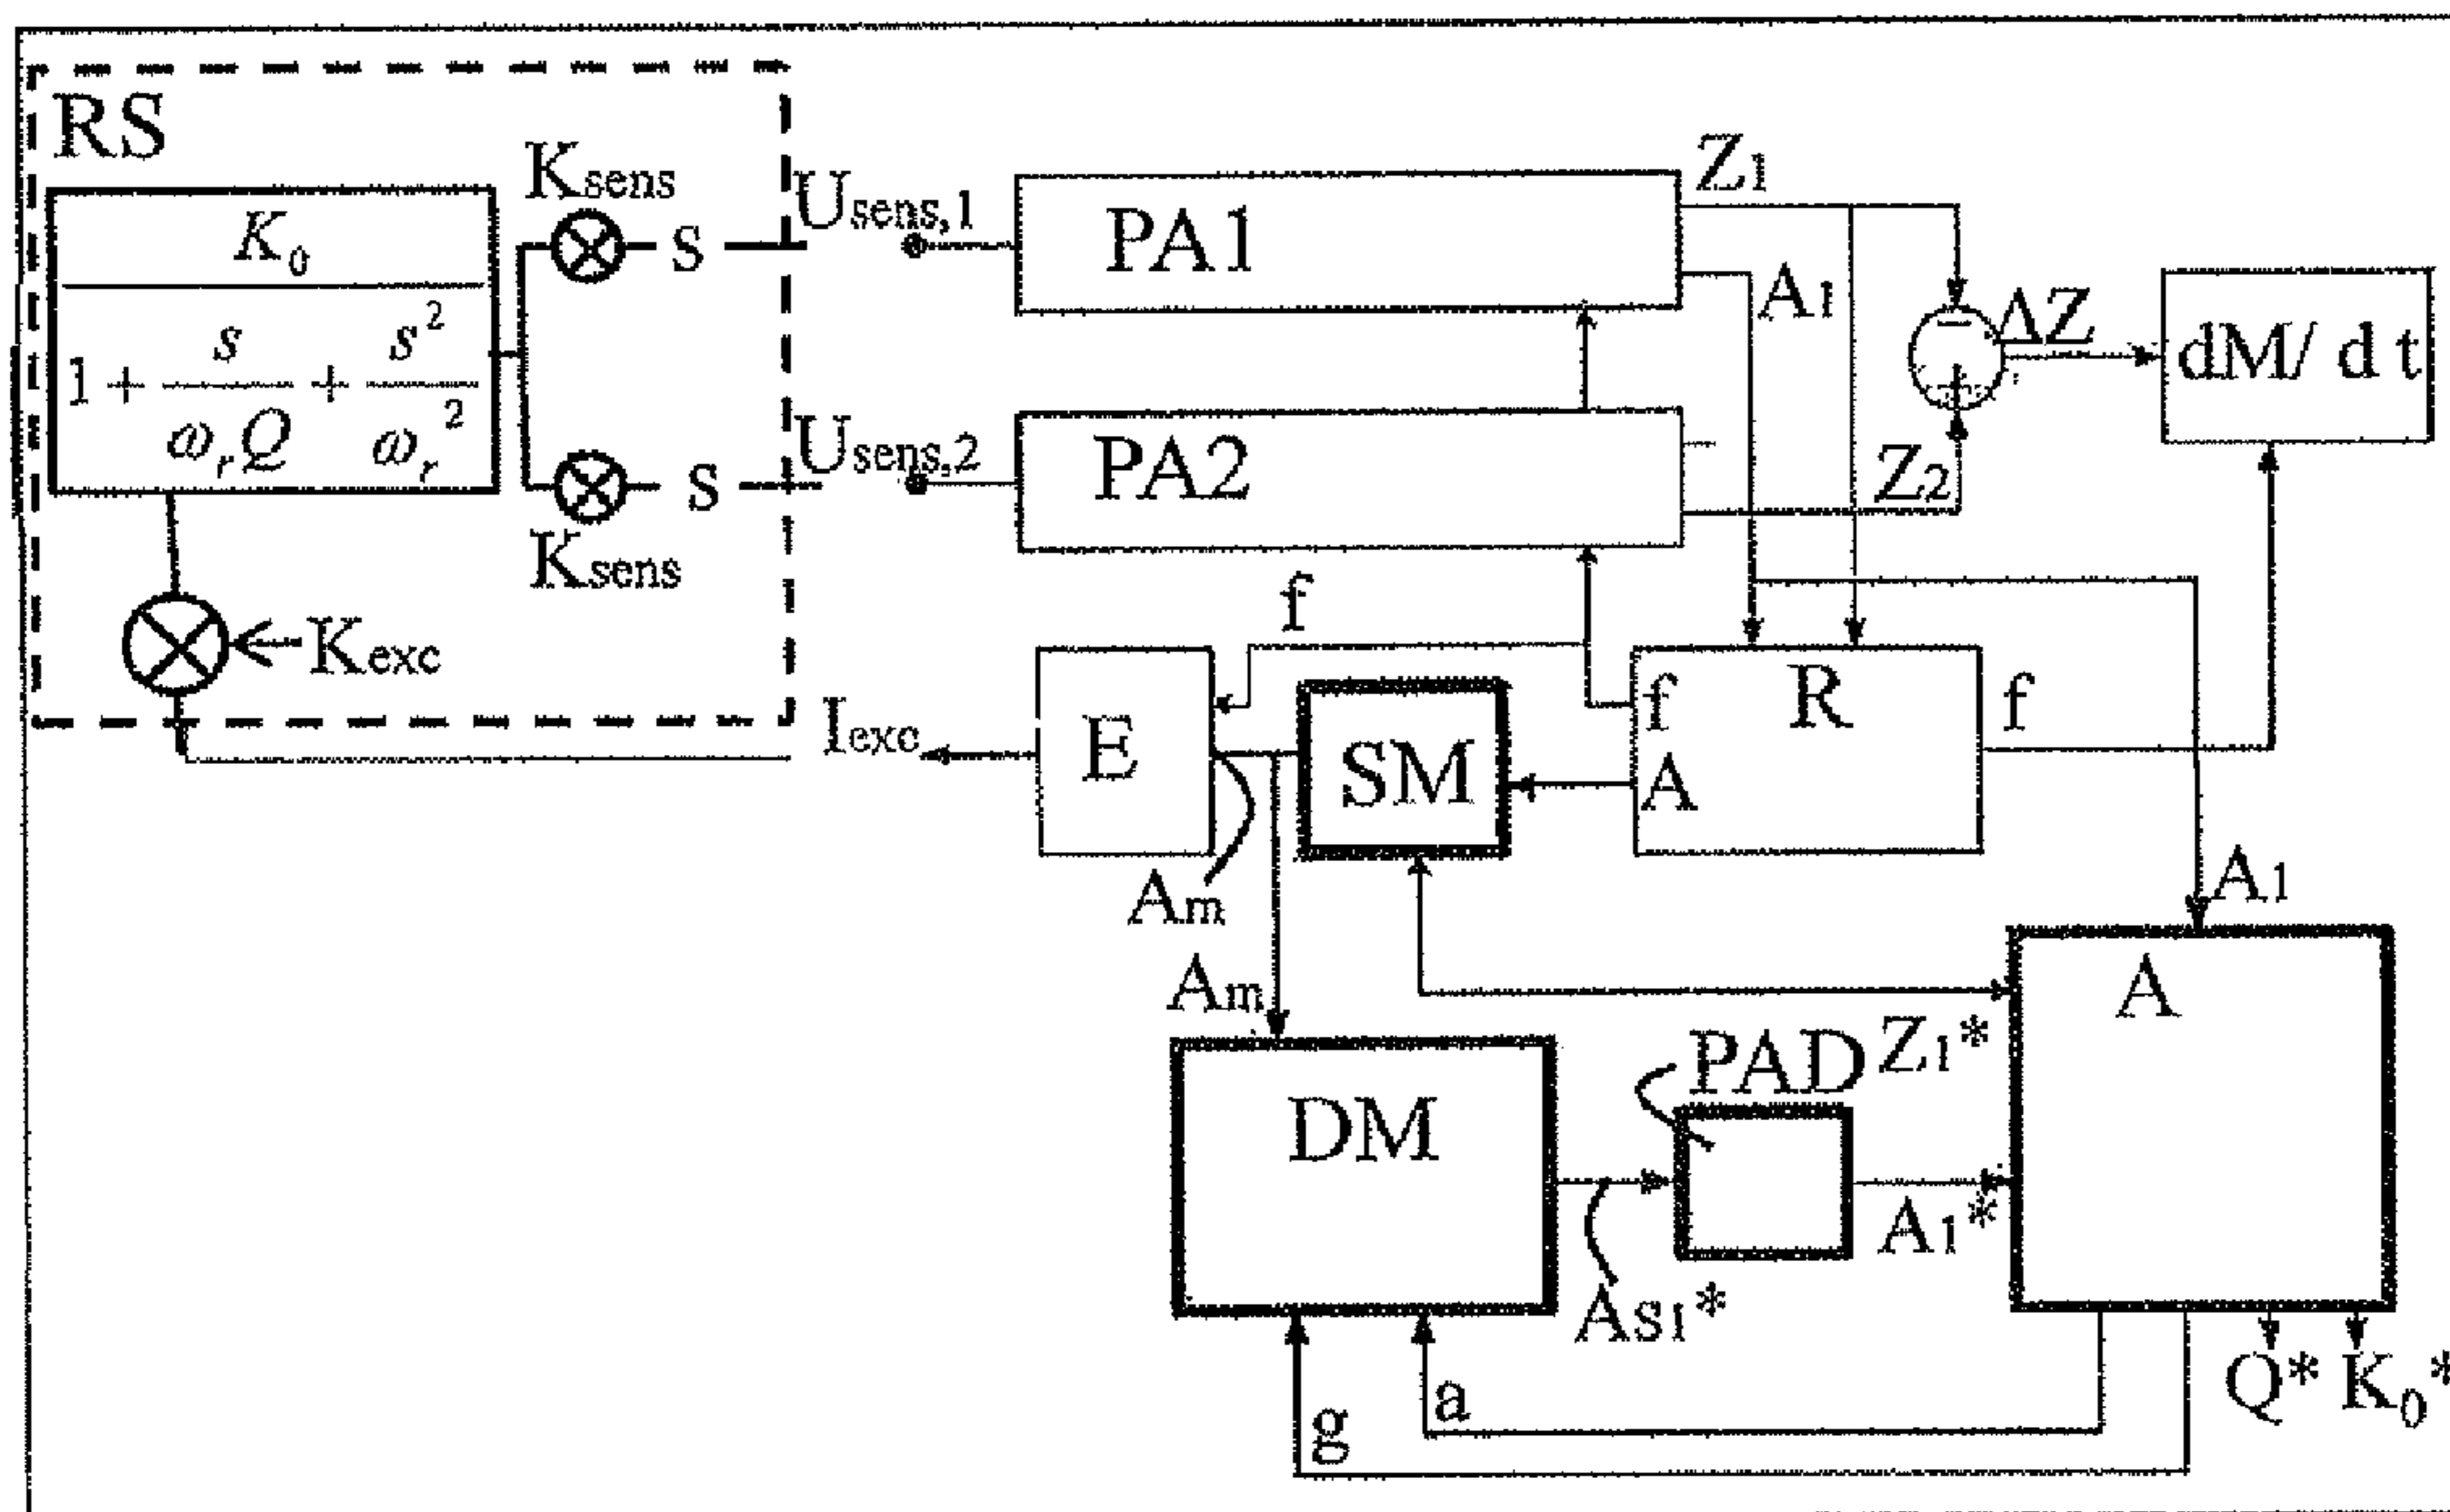 RS
K₀
1 + s/(ωᵣQ) + s²/ωᵣ²
Ksens
S
Usens,1
Ksens
S
Usens,2
Kexc
Iexc
PA1
PA2
Z1
A1
Z2
−
+
ΔZ
dM/ dt
f
E
SM
f
A
R
f
Am
Am
A1
A
DM
PAD
Z1*
As1*
A1*
a
g
Q*
K₀*